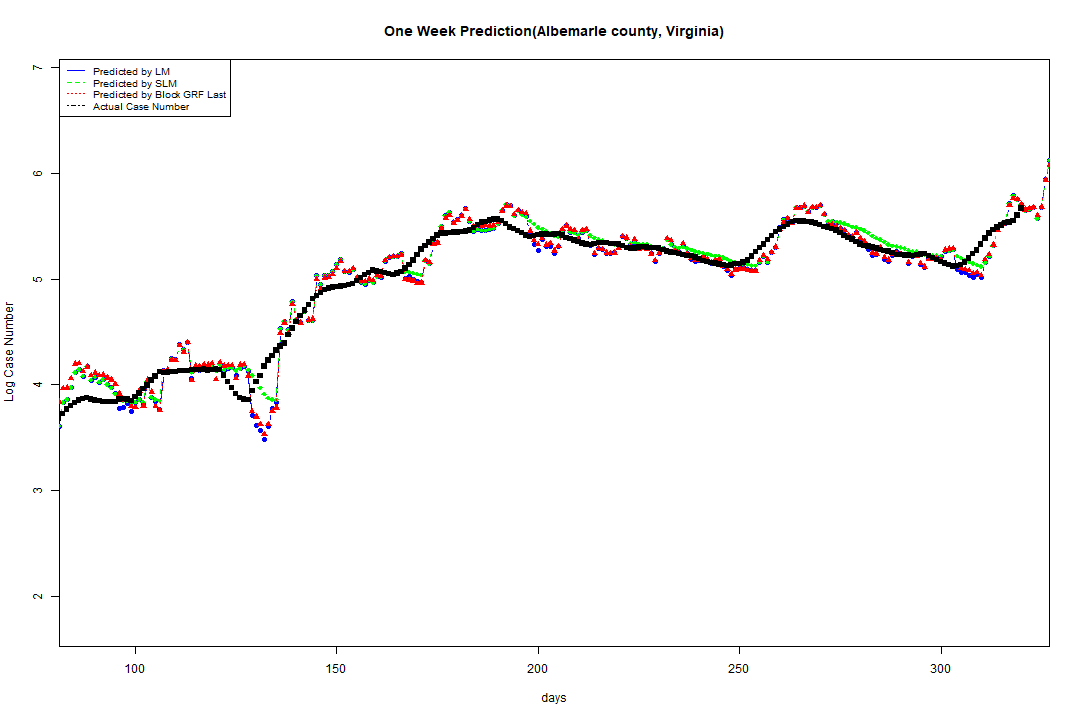 One Week Prediction(Albemarle county, Virginia)
Predicted by LM
Predicted by SLM
Predicted by Block GRF Last
Actual Case Number
7
6
5
4
3
2
Log Case Number
100 150 200 250 300
days